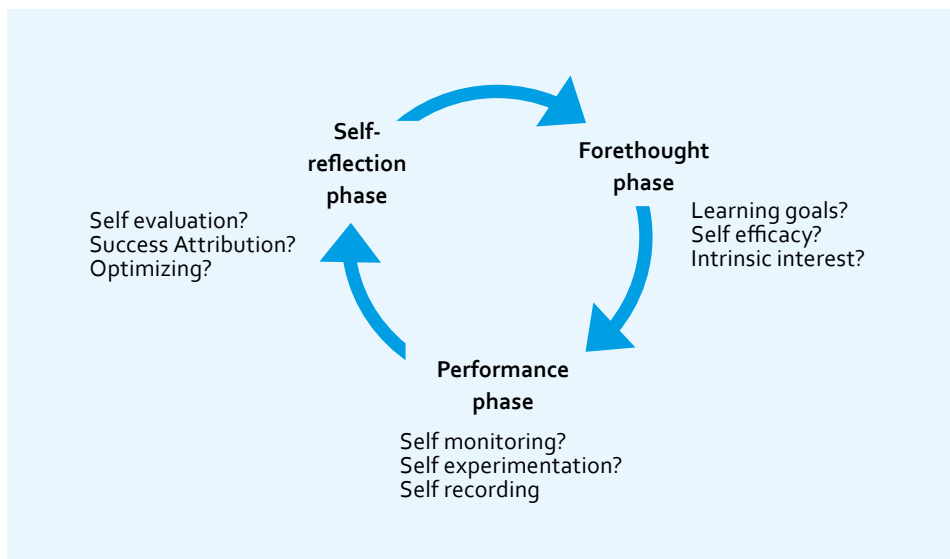 Self-
reflection
phase
Forethought
phase
Self evaluation?
Success Attribution?
Optimizing?
Learning goals?
Self efficacy?
Intrinsic interest?
Performance
phase
Self monitoring?
Self experimentation?
Self recording